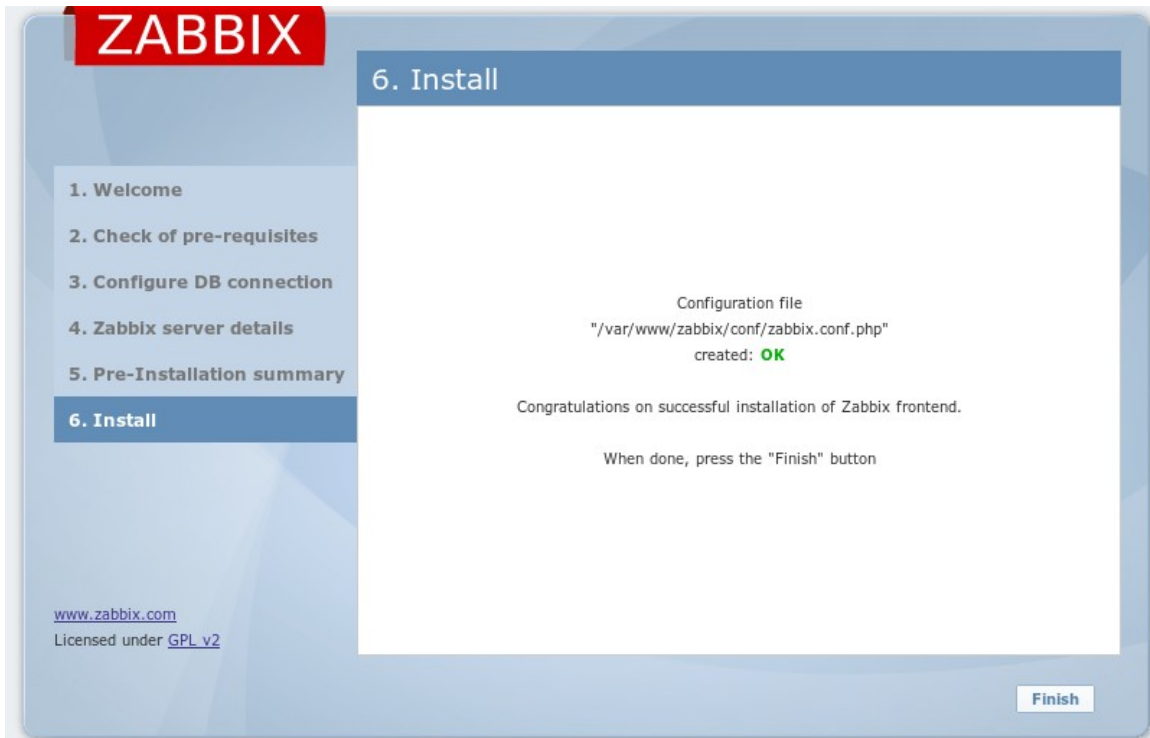 ZABBIX
6. Install
1. Welcome
2. Check of pre-requisites
3. Configure DB connection
4. Zabbix server details
5. Pre-Installation summary
6. Install
Configuration file
"/var/www/zabbix/conf/zabbix.conf.php"
created: OK
Congratulations on successful installation of Zabbix frontend.
When done, press the "Finish" button
www.zabbix.com
Licensed under GPL v2
Finish